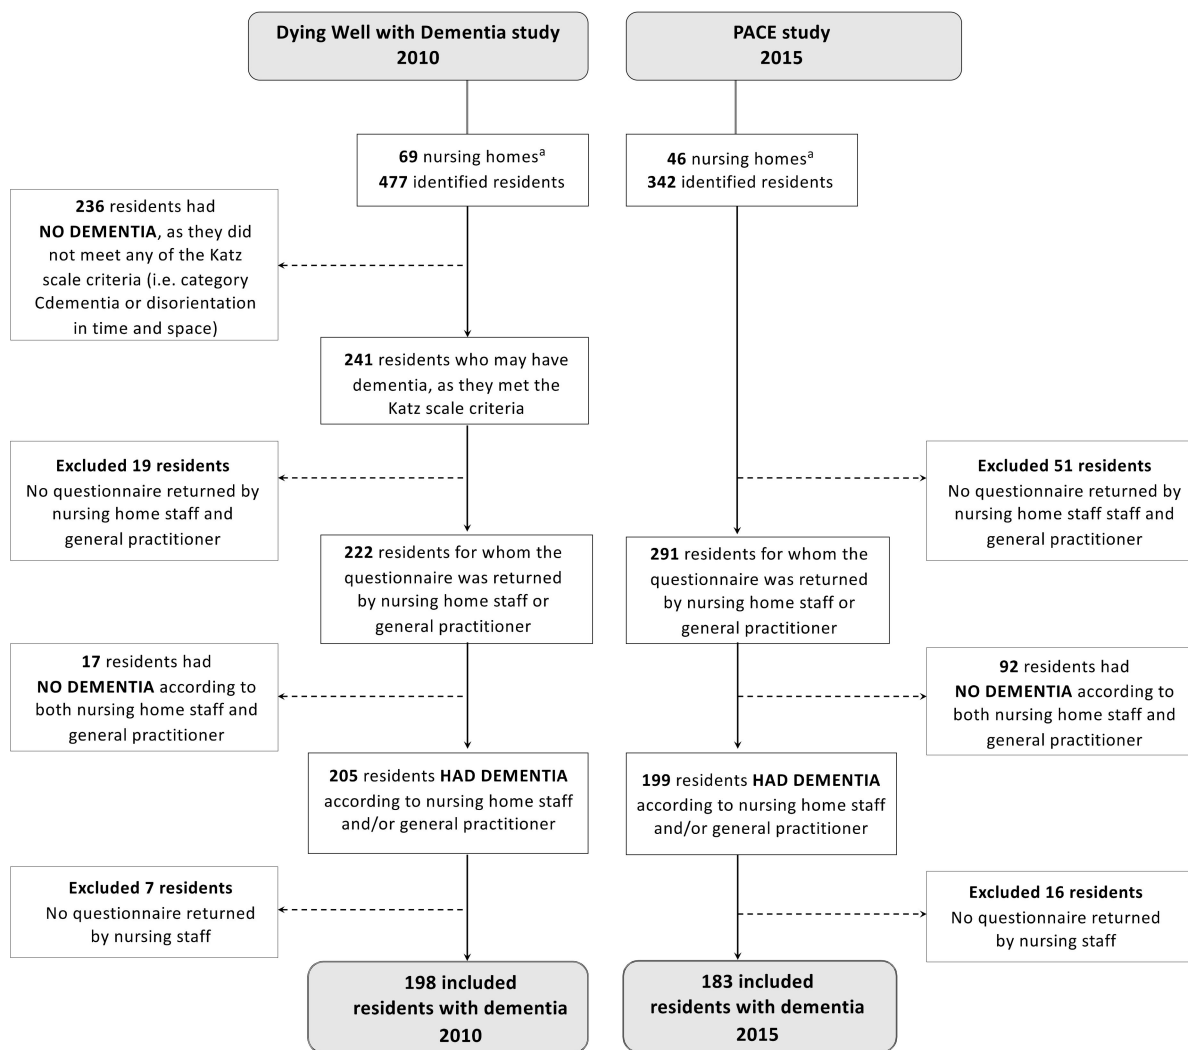 Dying Well with Dementia study
2010
PACE study
2015
69 nursing homesa
477 identified residents
46 nursing homesa
342 identified residents
236 residents had
NO DEMENTIA, as they did
not meet any of the Katz
scale criteria (i.e. category
Cdementia or disorientation
in time and space)
241 residents who may have
dementia, as they met the
Katz scale criteria
Excluded 19 residents
No questionnaire returned by
nursing home staff and
general practitioner
Excluded 51 residents
No questionnaire returned by
nursing home staff staff and
general practitioner
222 residents for whom the
questionnaire was returned
by nursing home staff or
general practitioner
291 residents for whom the
questionnaire was returned
by nursing home staff or
general practitioner
17 residents had
NO DEMENTIA according to
both nursing home staff and
general practitioner
92 residents had
NO DEMENTIA according to
both nursing home staff and
general practitioner
205 residents HAD DEMENTIA
according to nursing home staff
and/or general practitioner
199 residents HAD DEMENTIA
according to nursing home staff
and/or general practitioner
Excluded 7 residents
No questionnaire returned
by nursing staff
Excluded 16 residents
No questionnaire returned
by nursing staff
198 included
residents with dementia
2010
183 included
residents with dementia
2015